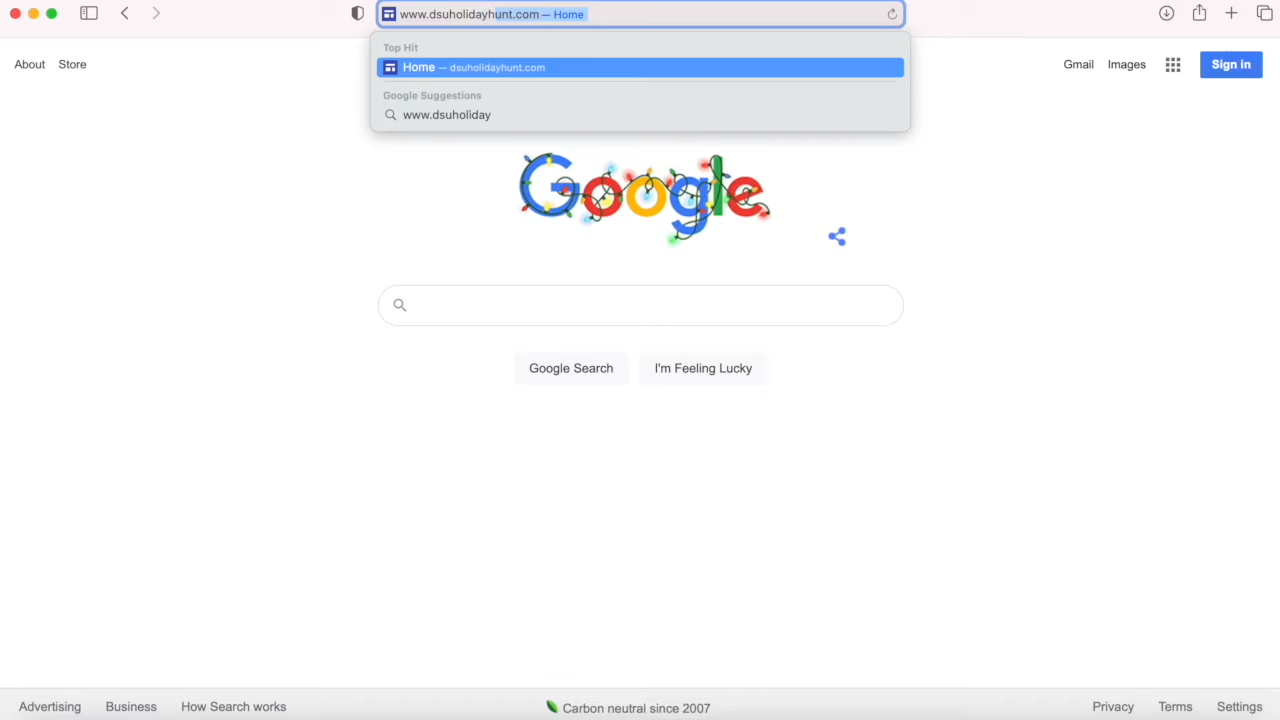 www.dsuholidayhunt.com — Home
Top Hit
Home — dsuholidayhunt.com
Google Suggestions
www.dsuholiday
About Store
Gmail Images Sign in
Google
Google Search I'm Feeling Lucky
Advertising Business How Search works
Carbon neutral since 2007
Privacy Terms Settings